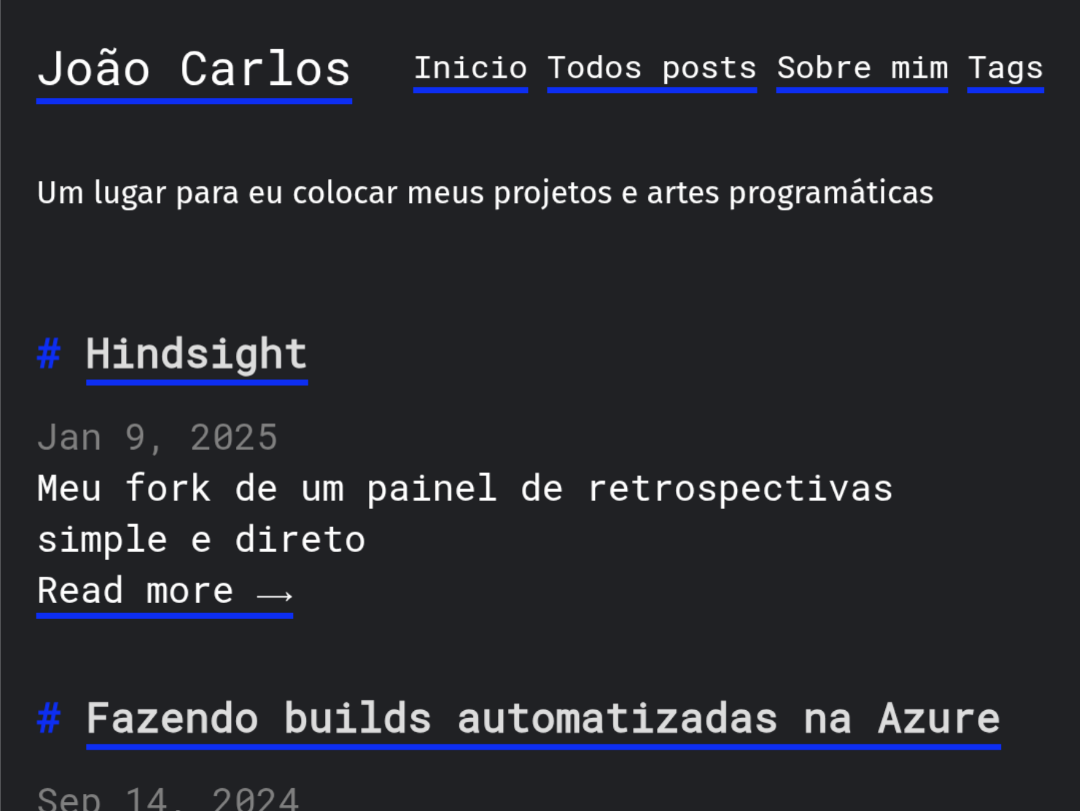 João Carlos Inicio Todos posts Sobre mim Tags
Um lugar para eu colocar meus projetos e artes programáticas
# Hindsight
Jan 9, 2025
Meu fork de um painel de retrospectivas
simple e direto
Read more ⟶
# Fazendo builds automatizadas na Azure
Sep 14, 2024